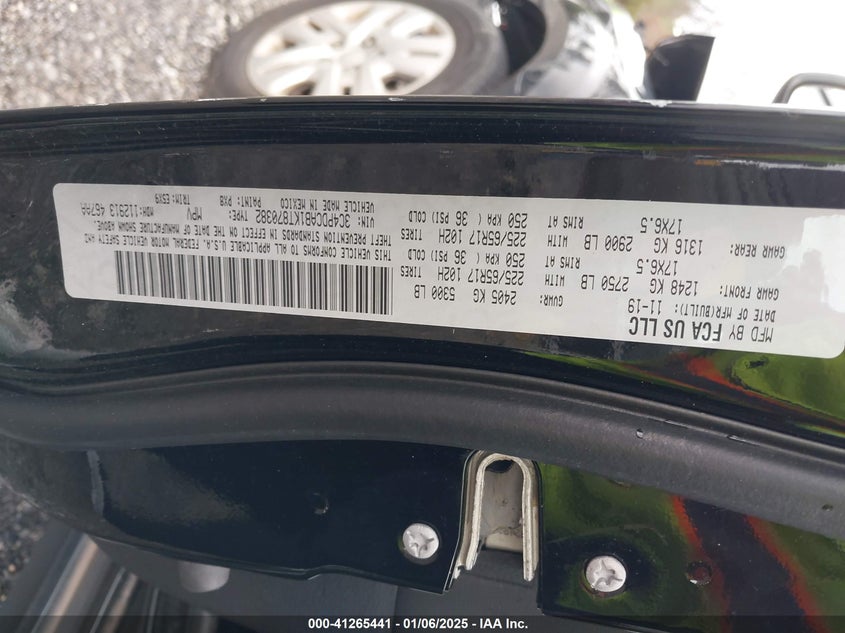 MFD BY FCA US LLC
DATE OF MFR(BUILT): 11-19
GVWR: 2405 KG 5300 LB
GAWR FRONT: 1248 KG 2750 LB WITH 225/65R17 102H TIRES
17X6.5 RIMS AT 250 KPA ( 36 PSI) COLD
GAWR REAR: 1316 KG 2900 LB WITH 225/65R17 102H TIRES
17X6.5 RIMS AT 250 KPA ( 36 PSI) COLD
THIS VEHICLE CONFORMS TO ALL APPLICABLE U.S.A. FEDERAL MOTOR VEHICLE SAFETY AND
THEFT PREVENTION STANDARDS IN EFFECT ON THE DATE OF MANUFACTURE SHOWN ABOVE
VIN: 3C4PDCAB1KT870382 TYPE: MPV MDH: 112913 467AA
VEHICLE MADE IN MEXICO PAINT: PX8 TRIM: E5X9
000-41265441 - 01/06/2025 - IAA Inc.